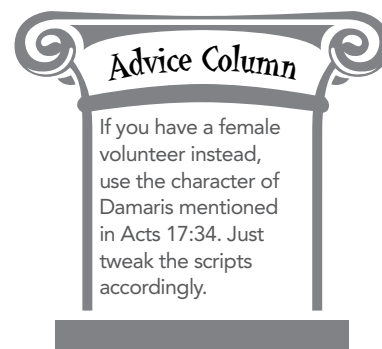 Advice Column
If you have a female
volunteer instead,
use the character of
Damaris mentioned
in Acts 17:34. Just
tweak the scripts
accordingly.